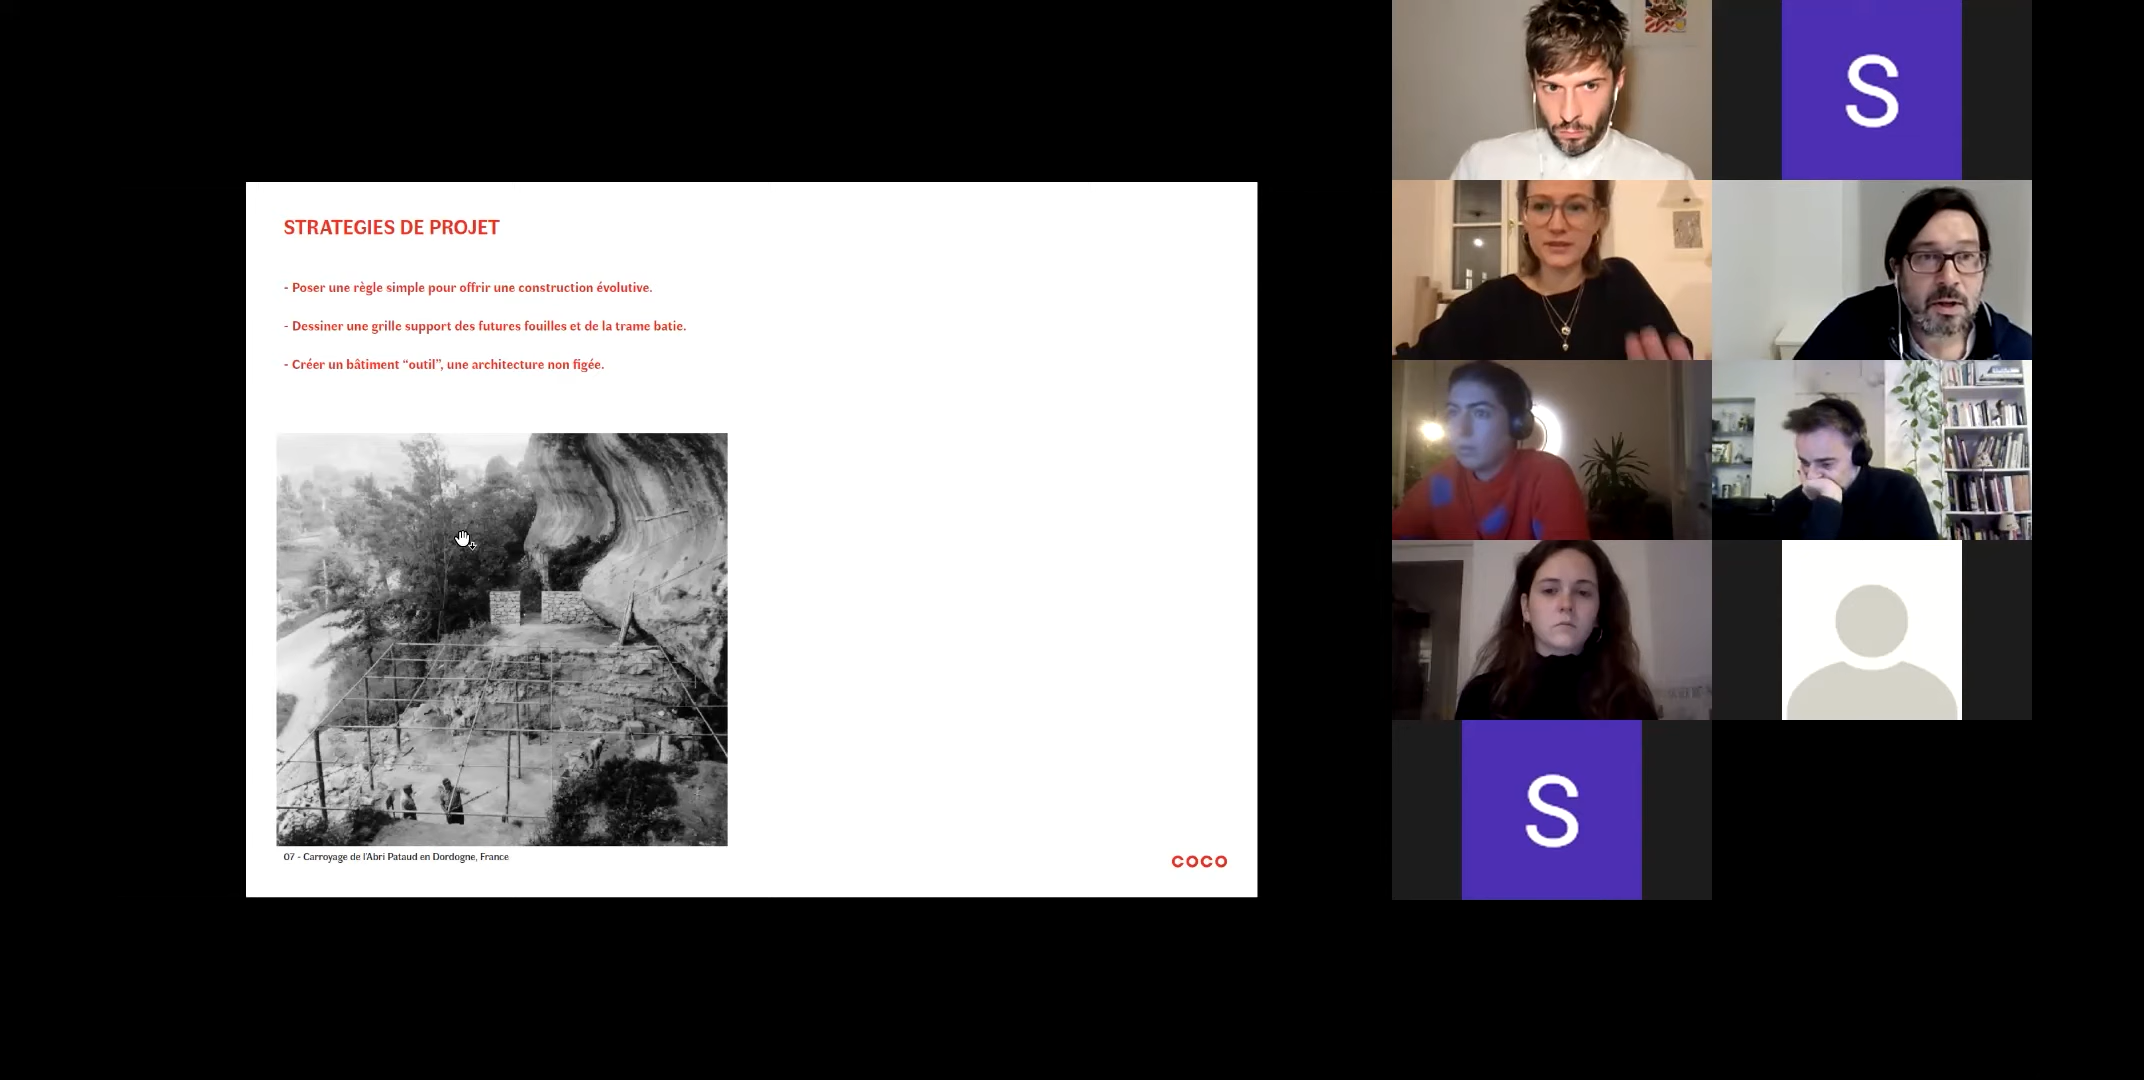 STRATEGIES DE PROJET
- Poser une règle simple pour offrir une construction évolutive.
- Dessiner une grille support des futures fouilles et de la trame batie.
- Créer un bâtiment “outil”, une architecture non figée.
07 - Carroyage de l'Abri Pataud en Dordogne, France
COCO
S
S